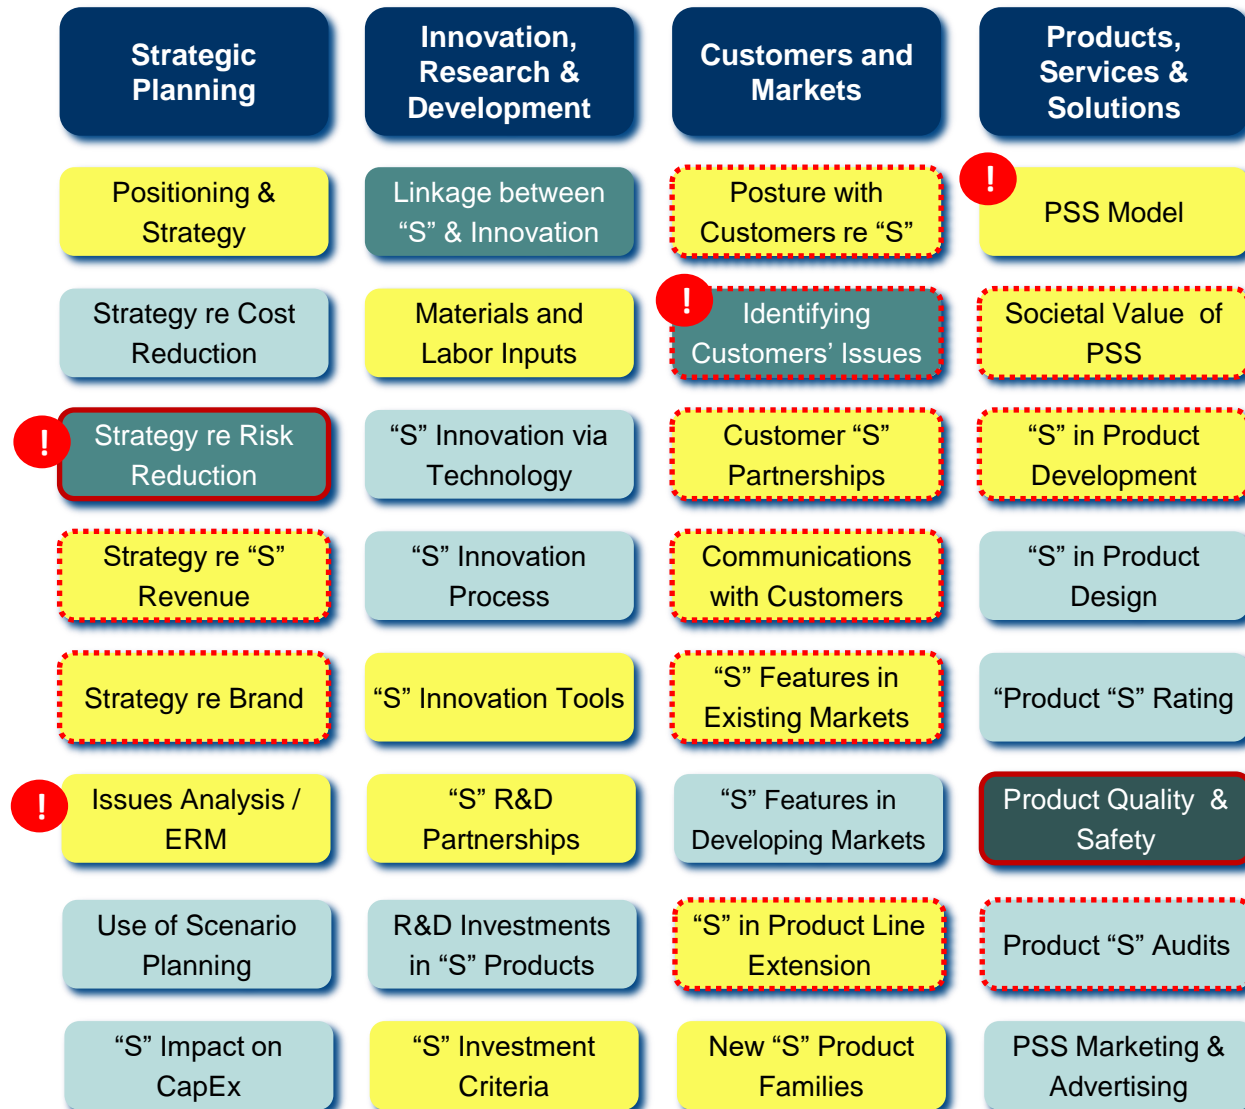 Strategic
Planning
Innovation,
Research &
Development
Customers and
Markets
Products,
Services &
Solutions
Positioning &
Strategy
Linkage between
“S” & Innovation
Posture with
Customers re “S”
!
PSS Model
Strategy re Cost
Reduction
Materials and
Labor Inputs
!
Identifying
Customers’ Issues
Societal Value of
PSS
!
Strategy re Risk
Reduction
“S” Innovation via
Technology
Customer “S”
Partnerships
“S” in Product
Development
Strategy re “S”
Revenue
“S” Innovation
Process
Communications
with Customers
“S” in Product
Design
Strategy re Brand
“S” Innovation Tools
“S” Features in
Existing Markets
“Product “S” Rating
!
Issues Analysis /
ERM
“S” R&D
Partnerships
“S” Features in
Developing Markets
Product Quality &
Safety
Use of Scenario
Planning
R&D Investments
in “S” Products
“S” in Product Line
Extension
Product “S” Audits
“S” Impact on
CapEx
“S” Investment
Criteria
New “S” Product
Families
PSS Marketing &
Advertising